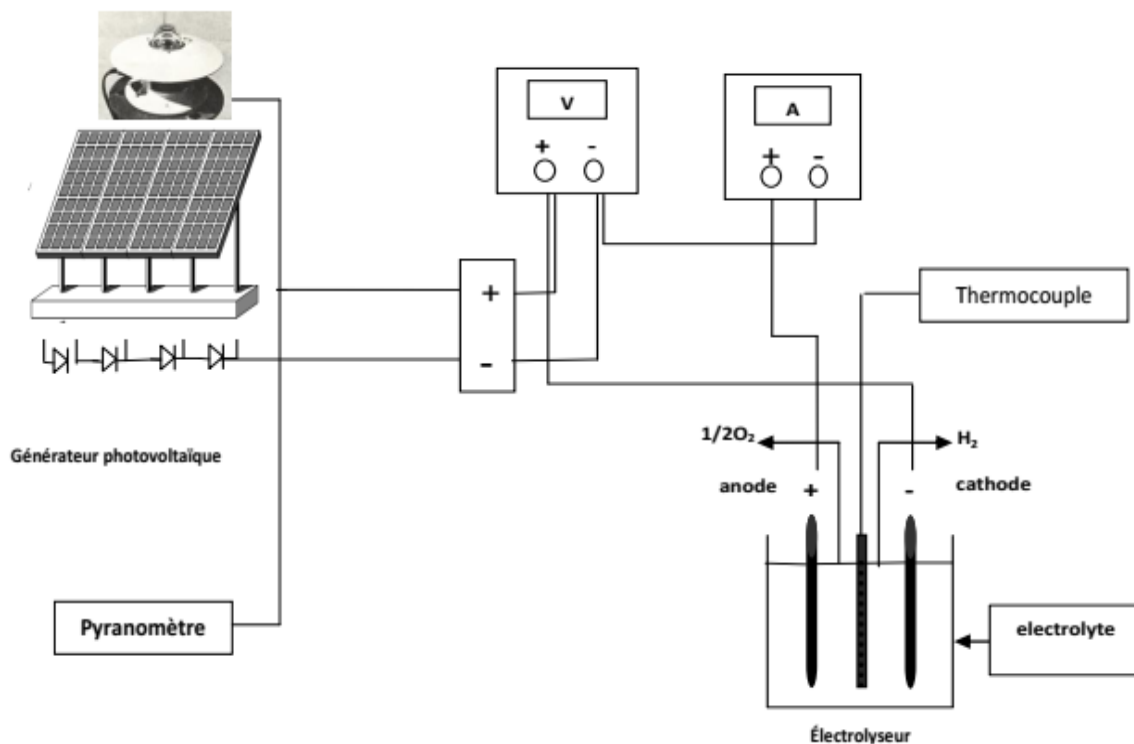 V
+ -
A
+ -
+
-
Thermocouple
Générateur photovoltaïque
1/2O₂
H₂
anode + - cathode
Pyranomètre
electrolyte
Électrolyseur